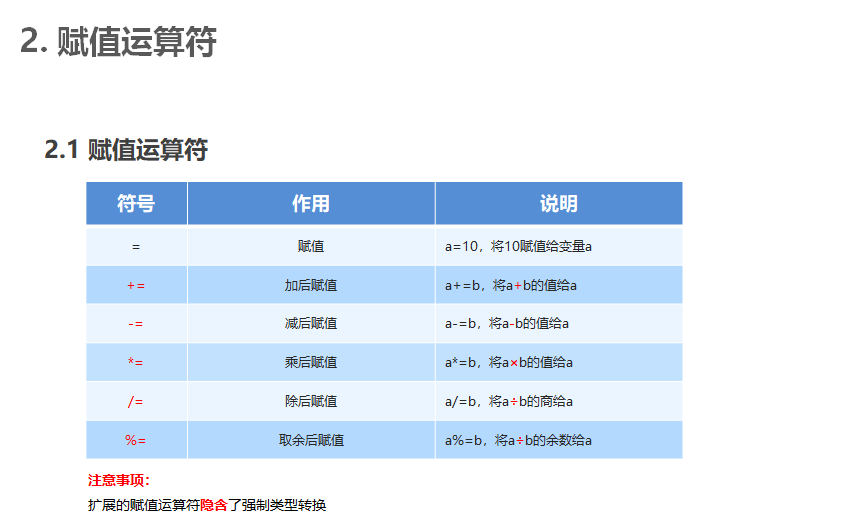 2. 赋值运算符
2.1 赋值运算符
符号 作用 说明
= 赋值 a=10，将10赋值给变量a
+= 加后赋值 a+=b，将a+b的值给a
-= 减后赋值 a-=b，将a-b的值给a
*= 乘后赋值 a*=b，将a×b的值给a
/= 除后赋值 a/=b，将a÷b的商给a
%= 取余后赋值 a%=b，将a÷b的余数给a
注意事项：
扩展的赋值运算符隐含了强制类型转换